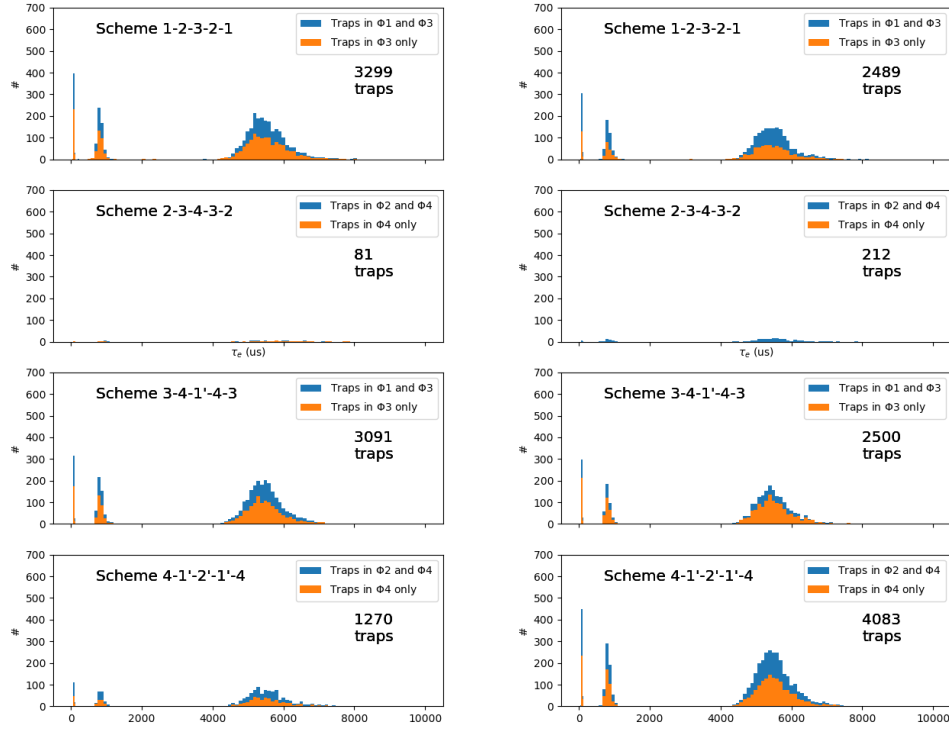 700
600
500
400
300
200
100
0
#
Scheme 1-2-3-2-1
Traps in Φ1 and Φ3
Traps in Φ3 only
3299
traps
700
600
500
400
300
200
100
0
#
Scheme 1-2-3-2-1
Traps in Φ1 and Φ3
Traps in Φ3 only
2489
traps
700
600
500
400
300
200
100
0
#
Scheme 2-3-4-3-2
Traps in Φ2 and Φ4
Traps in Φ4 only
81
traps
τe (us)
700
600
500
400
300
200
100
0
#
Scheme 2-3-4-3-2
Traps in Φ2 and Φ4
Traps in Φ4 only
212
traps
τe (us)
700
600
500
400
300
200
100
0
#
Scheme 3-4-1'-4-3
Traps in Φ1 and Φ3
Traps in Φ3 only
3091
traps
700
600
500
400
300
200
100
0
#
Scheme 3-4-1'-4-3
Traps in Φ1 and Φ3
Traps in Φ3 only
2500
traps
700
600
500
400
300
200
100
0
#
Scheme 4-1'-2'-1'-4
Traps in Φ2 and Φ4
Traps in Φ4 only
1270
traps
0 2000 4000 6000 8000 10000
700
600
500
400
300
200
100
0
#
Scheme 4-1'-2'-1'-4
Traps in Φ2 and Φ4
Traps in Φ4 only
4083
traps
0 2000 4000 6000 8000 10000